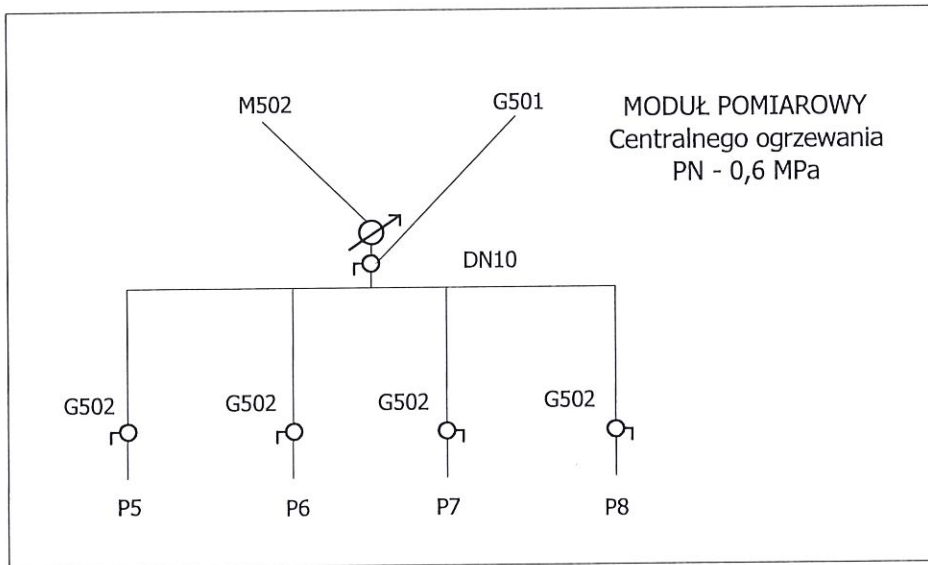 M502
G501
MODUŁ POMIAROWY
Centralnego ogrzewania
PN - 0,6 MPa
DN10
G502
G502
G502
G502
P5
P6
P7
P8